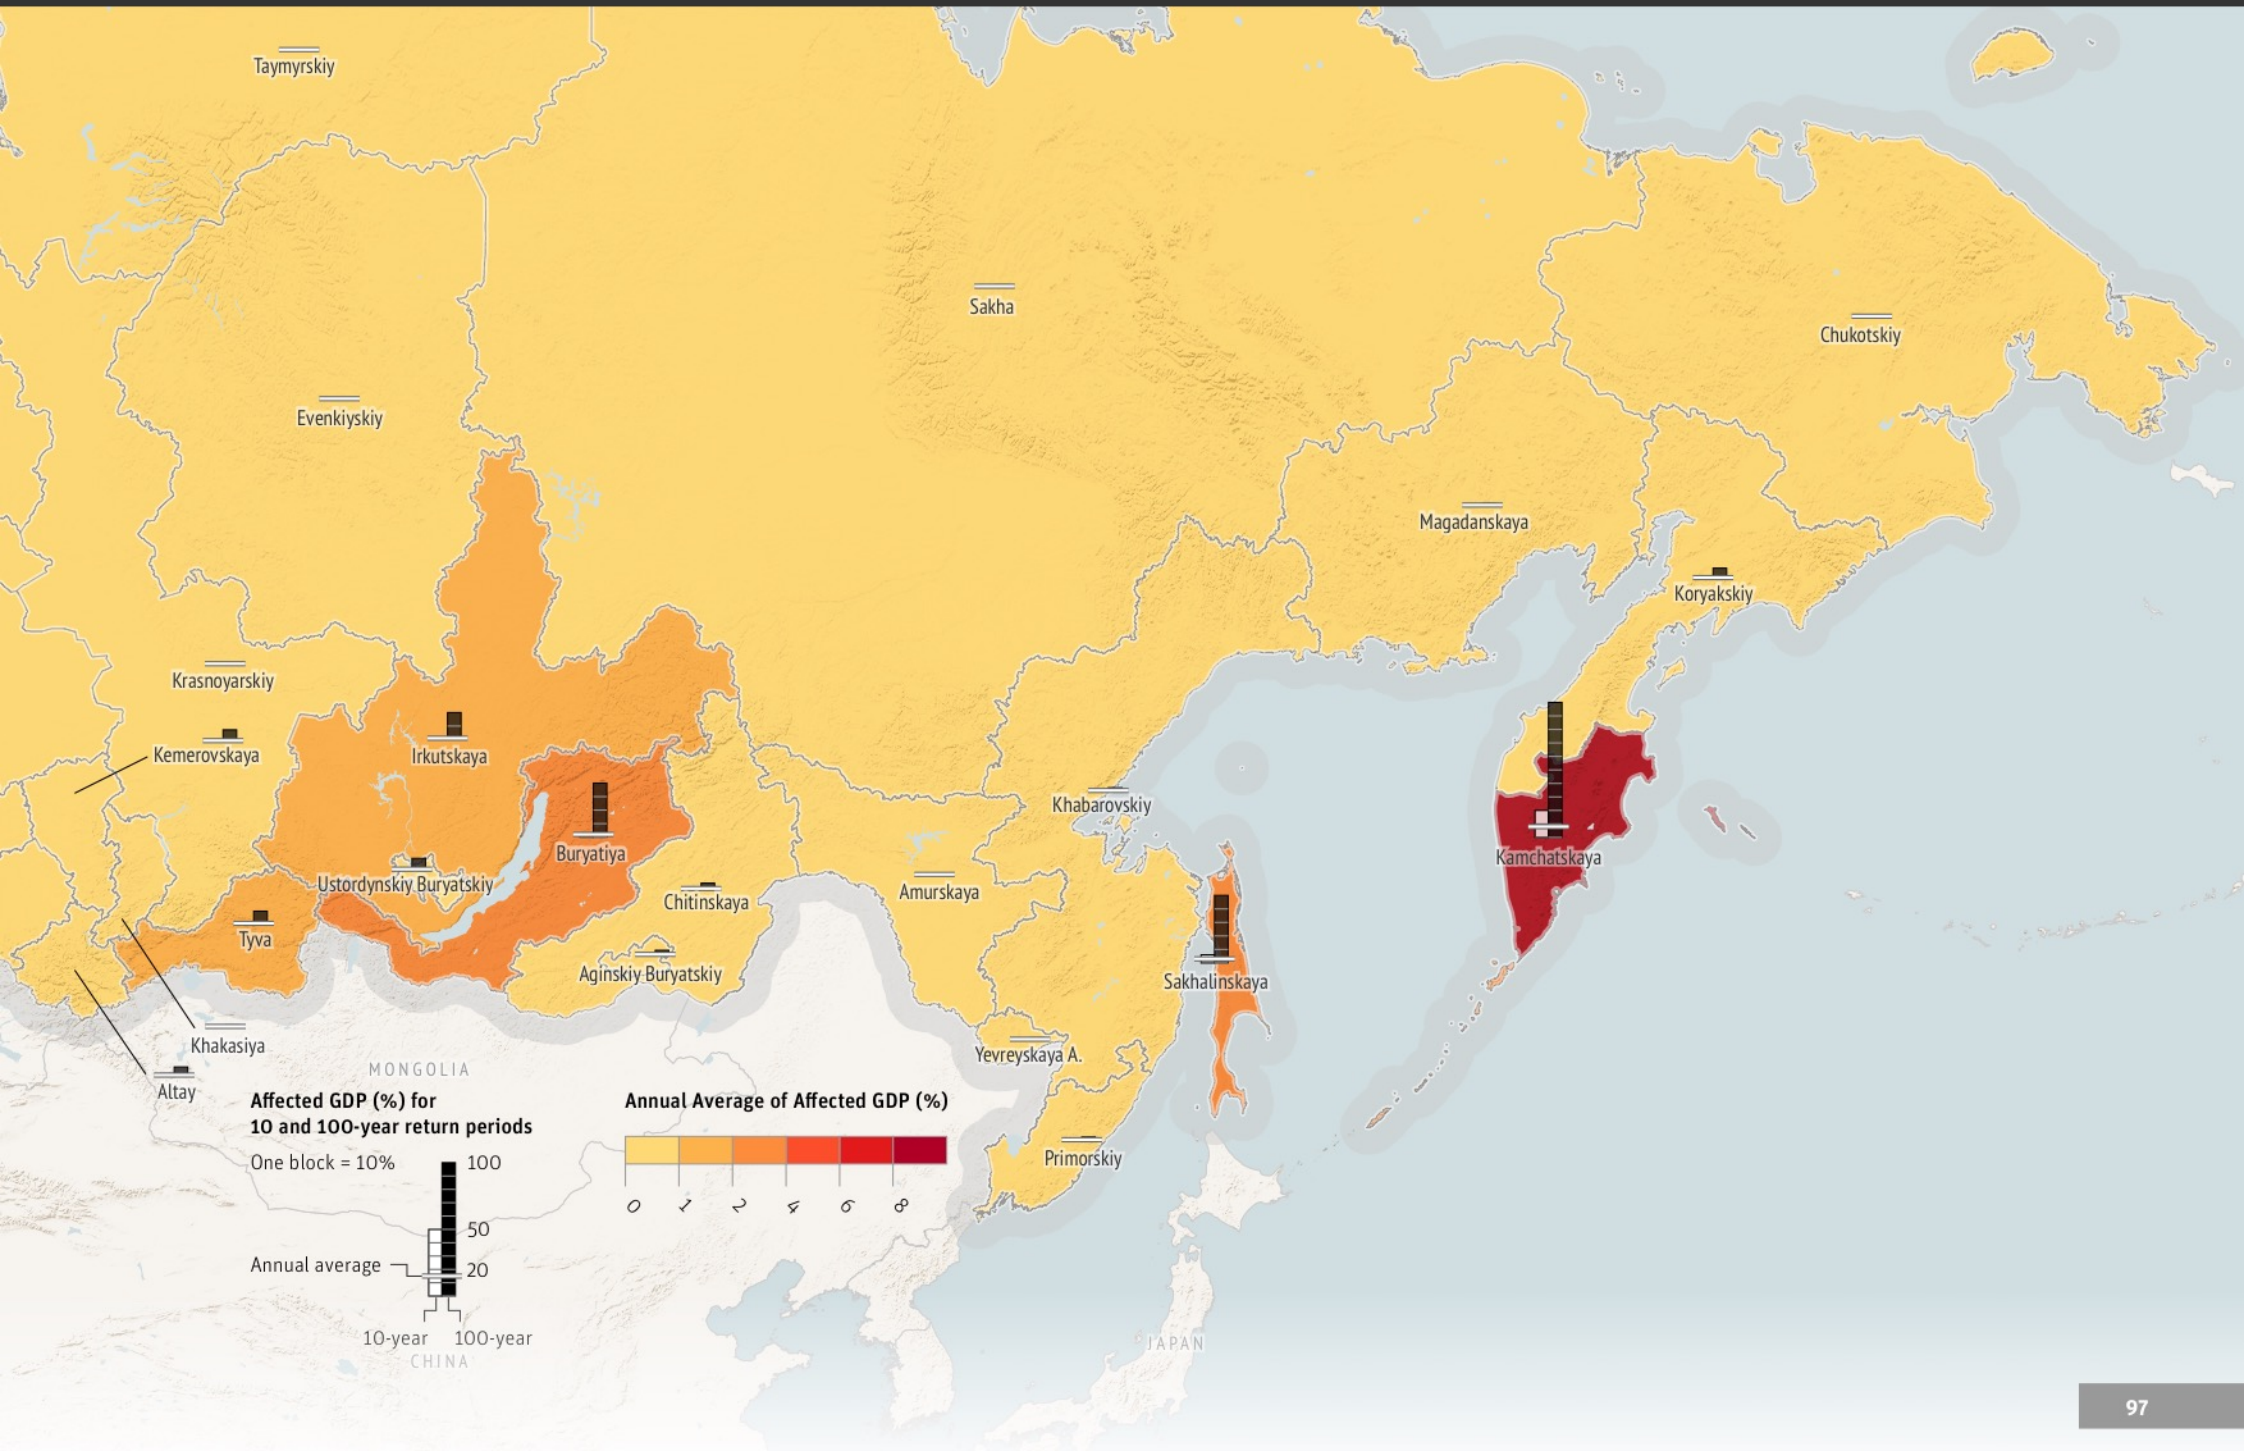 Taymyrskiy
Sakha
Chukotskiy
Evenkiyskiy
Magadanskaya
Koryakskiy
Krasnoyarskiy
Kemerovskaya
Irkutskaya
Khabarovskiy
Buryatiya
Kamchatskaya
Ustordynskiy Buryatskiy
Chitinskaya
Amurskaya
Tyva
Aginskiy Buryatskiy
Sakhalinskaya
Khakasiya
Yevreyskaya A.
MONGOLIA
Altay
Primorskiy
Affected GDP (%) for
10 and 100-year return periods
One block = 10%
100
50
Annual average
20
10-year
100-year
Annual Average of Affected GDP (%)
0 1 2 4 6 8
CHINA
JAPAN
97